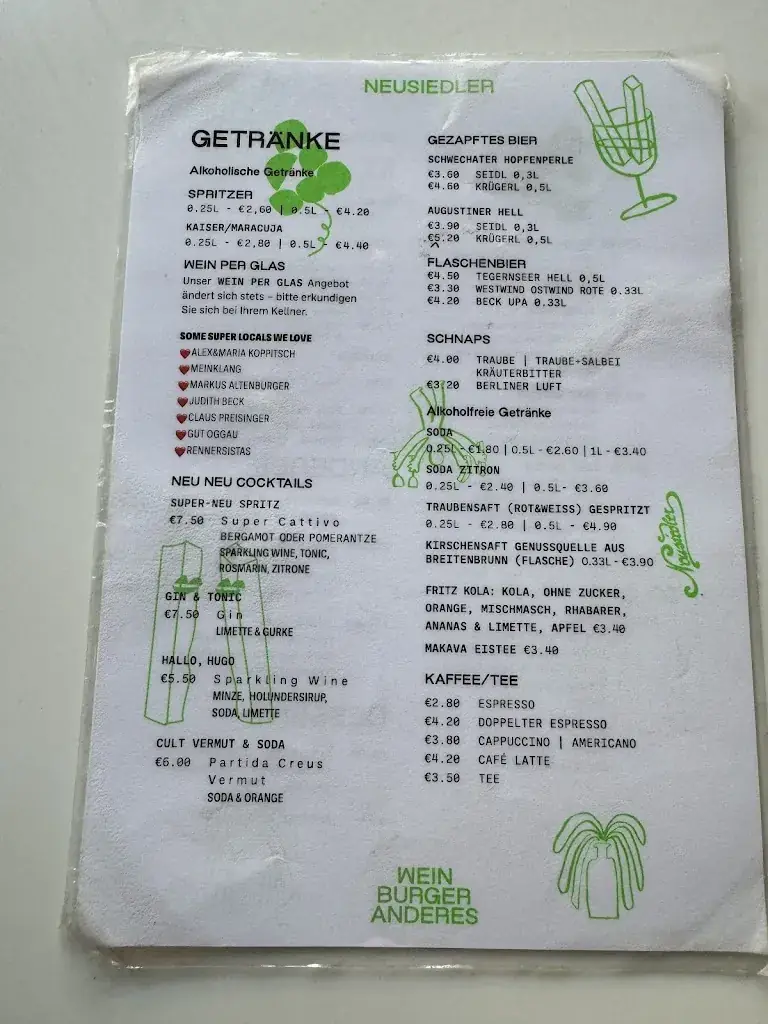 NEUSIEDLER
GETRÄNKE
Alkoholische Getränke
SPRITZER
0.25L - €2,60 | 0.5L - €4.20
KAISER/MARACUJA
0.25L - €2,80 | 0.5L - €4.40
WEIN PER GLAS
Unser WEIN PER GLAS Angebot
ändert sich stets – bitte erkundigen
Sie sich bei Ihrem Kellner.
SOME SUPER LOCALS WE LOVE
❤ALEX&MARIA KOPPITSCH
❤MEINKLANG
❤MARKUS ALTENBURGER
❤JUDITH BECK
❤CLAUS PREISINGER
❤GUT OGGAU
❤RENNERSISTAS
NEU NEU COCKTAILS
SUPER-NEU SPRITZ
€7.50 Super Cattivo
BERGAMOT ODER POMERANTZE
SPARKLING WINE, TONIC,
ROSMARIN, ZITRONE
GIN & TONIC
€7.50 Gin
LIMETTE & GURKE
HALLO, HUGO
€5.50 Sparkling Wine
MINZE, HOLUNDERSIRUP,
SODA, LIMETTE
CULT VERMUT & SODA
€6.00 Partida Creus
Vermut
SODA & ORANGE
GEZAPFTES BIER
SCHWECHATER HOPFENPERLE
€3.60 SEIDL 0,3L
€4.60 KRÜGERL 0,5L
AUGUSTINER HELL
€3.90 SEIDL 0,3L
€5.20 KRÜGERL 0,5L
FLASCHENBIER
€4.50 TEGERNSEER HELL 0,5L
€3.30 WESTWIND OSTWIND ROTE 0.33L
€4.20 BECK UPA 0.33L
SCHNAPS
€4.00 TRAUBE | TRAUBE-SALBEI
KRÄUTERBITTER
€3.20 BERLINER LUFT
Alkoholfreie Getränke
SODA
0.25L - €1.80 | 0.5L - €2.60 | 1L - €3.40
SODA ZITRON
0.25L - €2.40 | 0.5L- €3.60
TRAUBENSAFT (ROT&WEISS) GESPRITZT
0.25L - €2.80 | 0.5L - €4.90
KIRSCHENSAFT GENUSSQUELLE AUS
BREITENBRUNN (FLASCHE) 0.33L - €3.90
Neusiedler
FRITZ KOLA: KOLA, OHNE ZUCKER,
ORANGE, MISCHMASCH, RHABARER,
ANANAS & LIMETTE, APFEL €3.40
MAKAVA EISTEE €3.40
KAFFEE/TEE
€2.80 ESPRESSO
€4.20 DOPPELTER ESPRESSO
€3.80 CAPPUCCINO | AMERICANO
€4.20 CAFÉ LATTE
€3.50 TEE
WEIN
BURGER
ANDERES